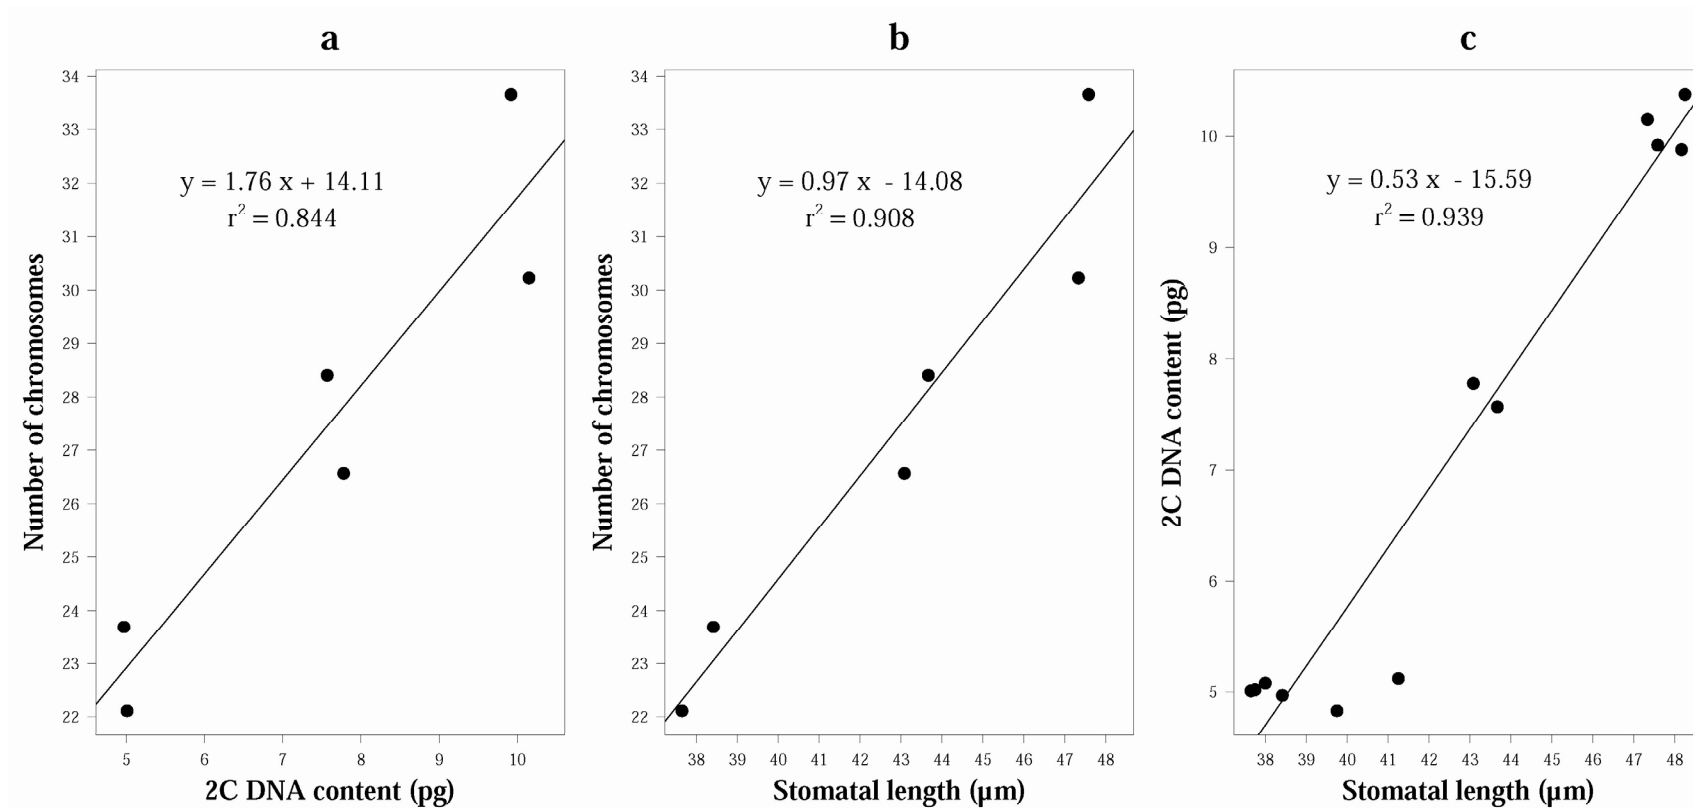 a
34
33
32
31
30
29
28
27
26
25
24
23
22
Number of chromosomes
y = 1.76 x + 14.11
r² = 0.844
5 6 7 8 9 10
2C DNA content (pg)
b
34
33
32
31
30
29
28
27
26
25
24
23
22
Number of chromosomes
y = 0.97 x - 14.08
r² = 0.908
38 39 40 41 42 43 44 45 46 47 48
Stomatal length (µm)
c
10
9
8
7
6
5
2C DNA content (pg)
y = 0.53 x - 15.59
r² = 0.939
38 39 40 41 42 43 44 45 46 47 48
Stomatal length (µm)